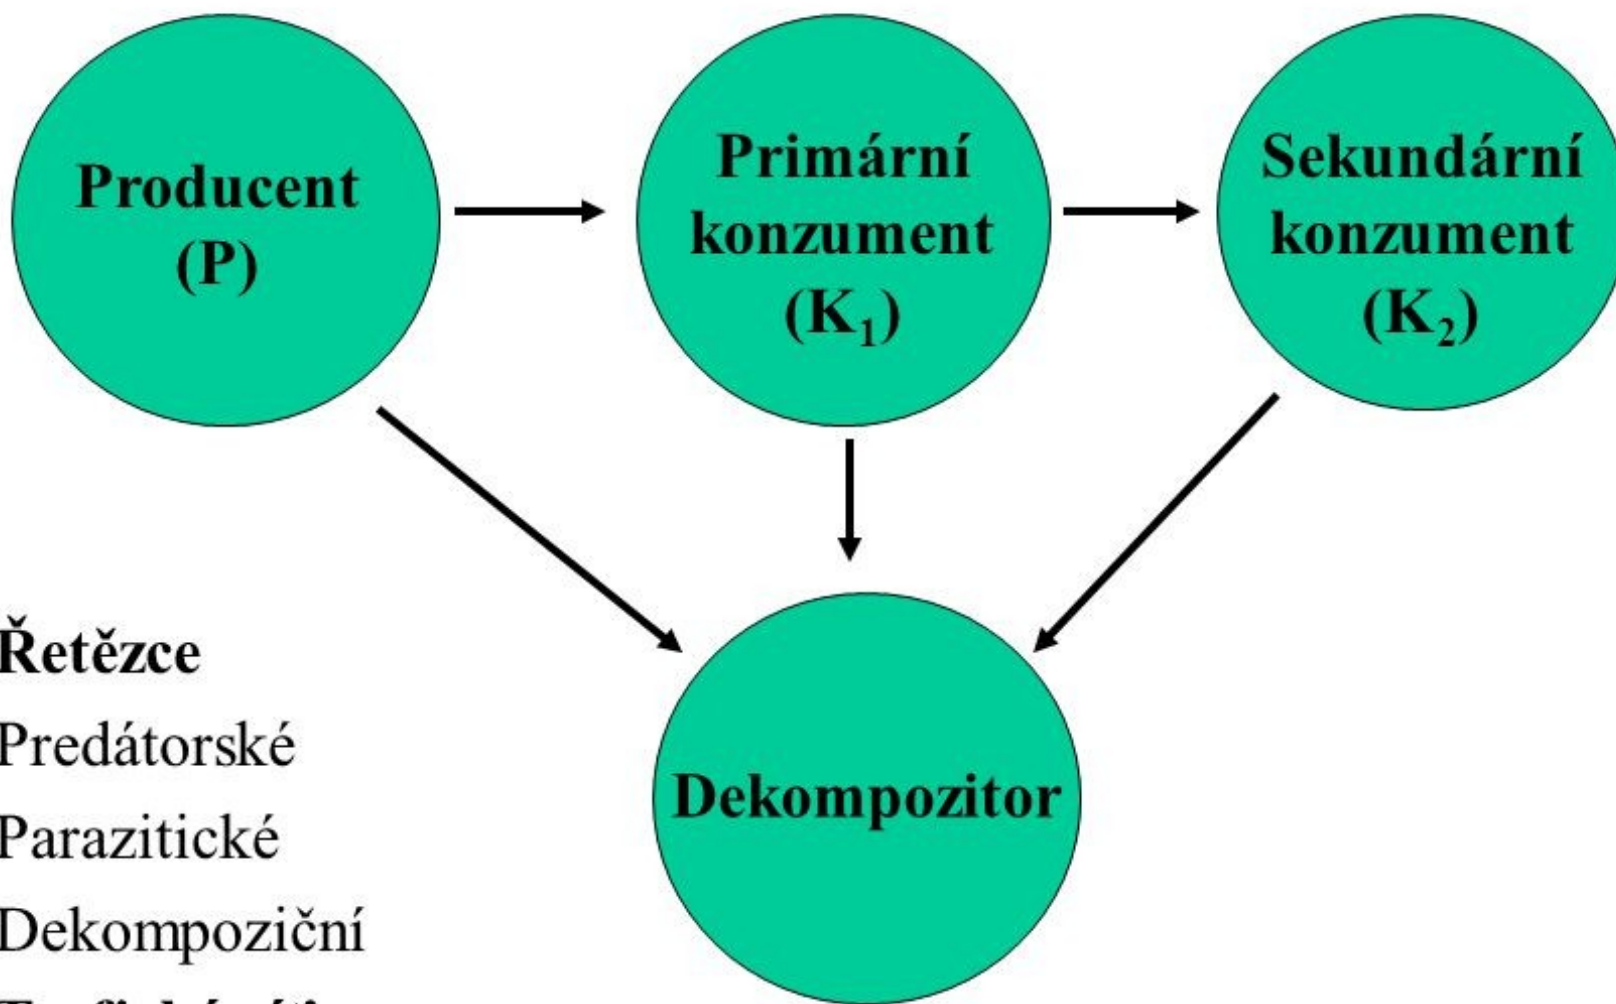 Producent
(P)
Primární
konzument
(K₁)
Sekundární
konzument
(K₂)
Dekompozitor
Řetězce
Predátorské
Parazitické
Dekompoziční